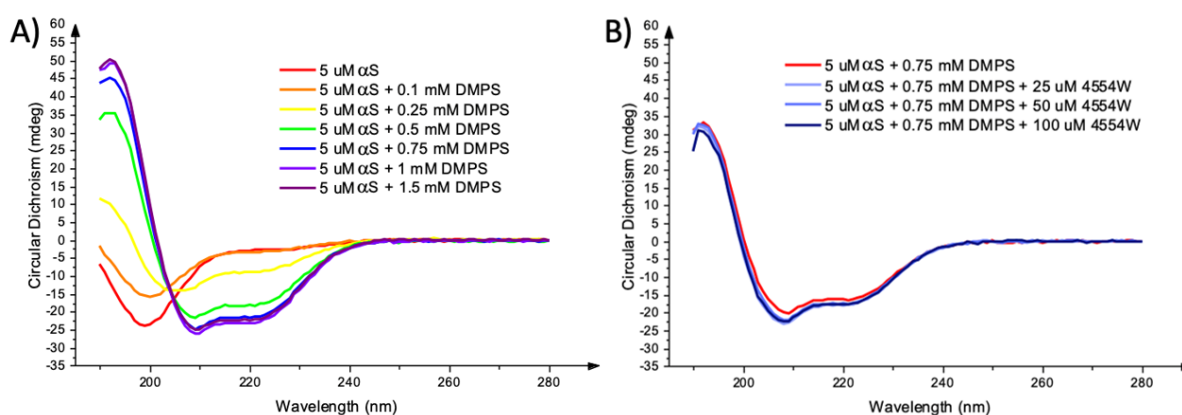 A)
60
55
50
45
40
35
30
25
20
15
10
5
0
-5
-10
-15
-20
-25
-30
-35
Circular Dichroism (mdeg)
5 uM αS
5 uM αS + 0.1 mM DMPS
5 uM αS + 0.25 mM DMPS
5 uM αS + 0.5 mM DMPS
5 uM αS + 0.75 mM DMPS
5 uM αS + 1 mM DMPS
5 uM αS + 1.5 mM DMPS
200
220
240
260
280
Wavelength (nm)
B)
60
55
50
45
40
35
30
25
20
15
10
5
0
-5
-10
-15
-20
-25
-30
-35
Circular Dichroism (mdeg)
5 uM αS + 0.75 mM DMPS
5 uM αS + 0.75 mM DMPS + 25 uM 4554W
5 uM αS + 0.75 mM DMPS + 50 uM 4554W
5 uM αS + 0.75 mM DMPS + 100 uM 4554W
200
220
240
260
280
Wavelength (nm)